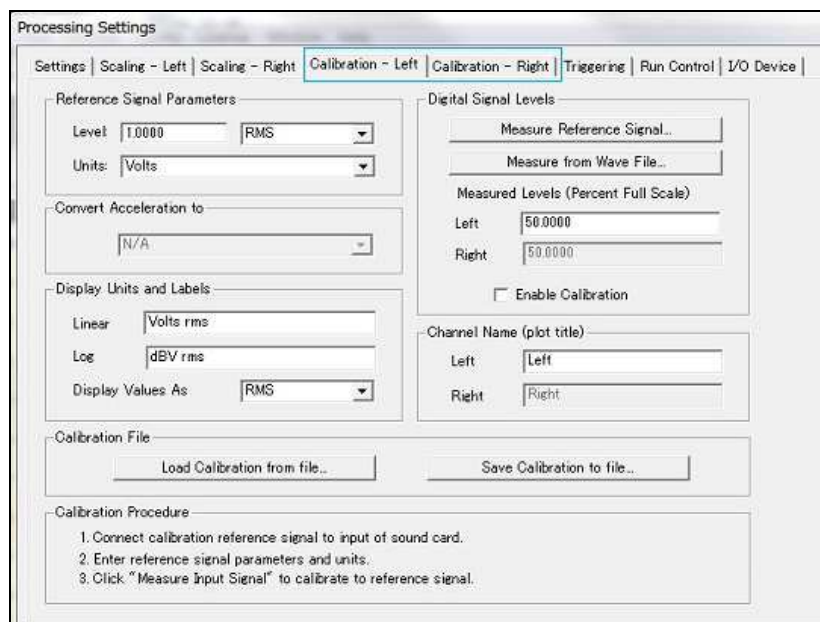 Processing Settings
Settings | Scaling - Left | Scaling - Right | Calibration - Left | Calibration - Right | Triggering | Run Control | I/O Device |
Reference Signal Parameters
Level: 1.0000 RMS
Units: Volts
Convert Acceleration to
N/A
Display Units and Labels
Linear Volts rms
Log dBV rms
Display Values As RMS
Digital Signal Levels
Measure Reference Signal...
Measure from Wave File...
Measured Levels (Percent Full Scale)
Left 50.0000
Right 50.0000
Enable Calibration
Channel Name (plot title)
Left Left
Right Right
Calibration File
Load Calibration from file...
Save Calibration to file...
Calibration Procedure
1. Connect calibration reference signal to input of sound card.
2. Enter reference signal parameters and units.
3. Click "Measure Input Signal" to calibrate to reference signal.